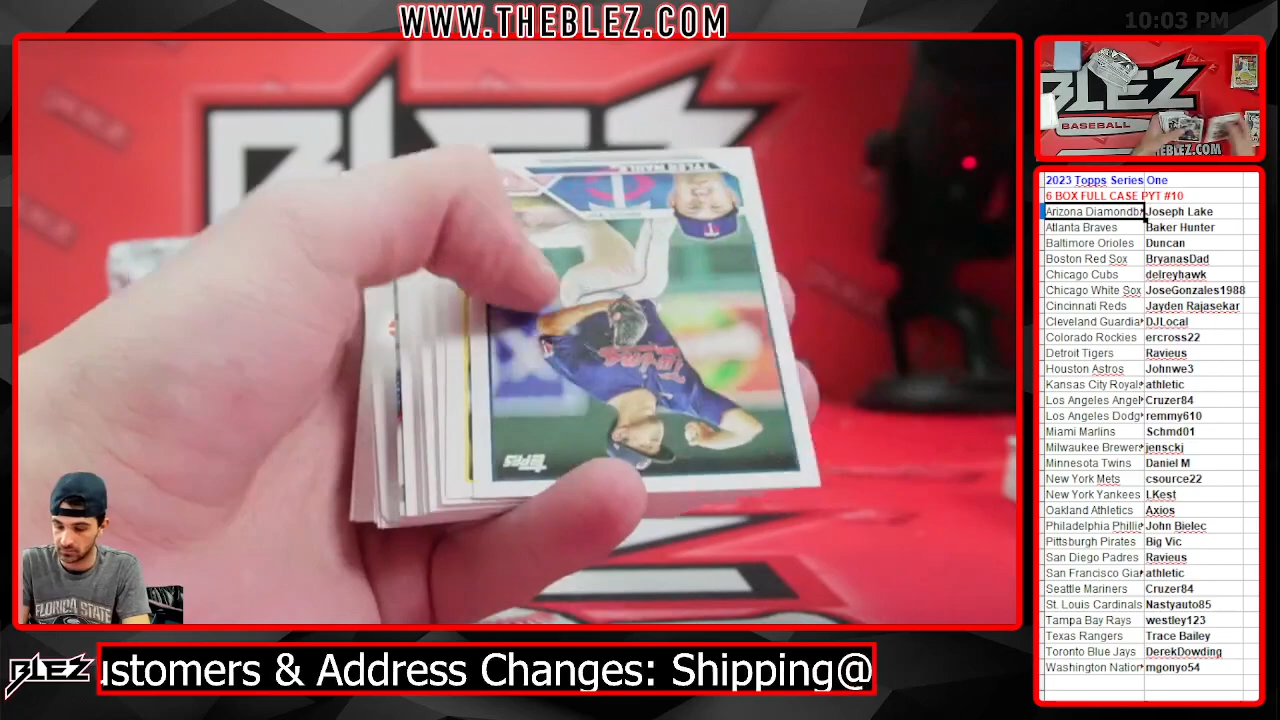 WWW.THEBLEZ.COM
10:03 PM
BLEZ
TYLER MAHLE
T
Topps
BLEZ
BASEBALL
THEBLEZ.COM
2023 Topps Series One
6 BOX FULL CASE PYT #10
Arizona Diamondb Joseph Lake
Atlanta Braves Baker Hunter
Baltimore Orioles Duncan
Boston Red Sox BryanasDad
Chicago Cubs delreyhawk
Chicago White Sox JoseGonzales1988
Cincinnati Reds Jayden Rajasekar
Cleveland Guardia DJLocal
Colorado Rockies ercross22
Detroit Tigers Ravieus
Houston Astros Johnwe3
Kansas City Royal athletic
Los Angeles Angel Cruzer84
Los Angeles Dodg remmy610
Miami Marlins Schmd01
Milwaukee Brewer jensckj
Minnesota Twins Daniel M
New York Mets csource22
New York Yankees LKest
Oakland Athletics Axios
Philadelphia Phillie John Bielec
Pittsburgh Pirates Big Vic
San Diego Padres Ravieus
San Francisco Gia athletic
Seattle Mariners Cruzer84
St. Louis Cardinals Nastyauto85
Tampa Bay Rays westley123
Texas Rangers Trace Bailey
Toronto Blue Jays DerekDowding
Washington Nation mgonyo54
FLORIDA STATE
BLEZ
ustomers & Address Changes: Shipping@